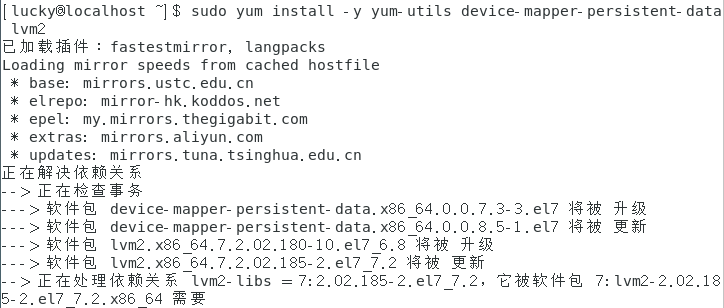 [lucky@localhost ~]$ sudo yum install -y yum-utils device-mapper-persistent-data
lvm2
已加载插件：fastestmirror, langpacks
Loading mirror speeds from cached hostfile
* base: mirrors.ustc.edu.cn
* elrepo: mirror-hk.koddos.net
* epel: my.mirrors.thegigabit.com
* extras: mirrors.aliyun.com
* updates: mirrors.tuna.tsinghua.edu.cn
正在解决依赖关系
--> 正在检查事务
---> 软件包 device-mapper-persistent-data.x86_64.0.0.7.3-3.el7 将被 升级
---> 软件包 device-mapper-persistent-data.x86_64.0.0.8.5-1.el7 将被 更新
---> 软件包 lvm2.x86_64.7.2.02.180-10.el7_6.8 将被 升级
---> 软件包 lvm2.x86_64.7.2.02.185-2.el7_7.2 将被 更新
--> 正在处理依赖关系 lvm2-libs = 7:2.02.185-2.el7_7.2，它被软件包 7:lvm2-2.02.18
5-2.el7_7.2.x86_64 需要